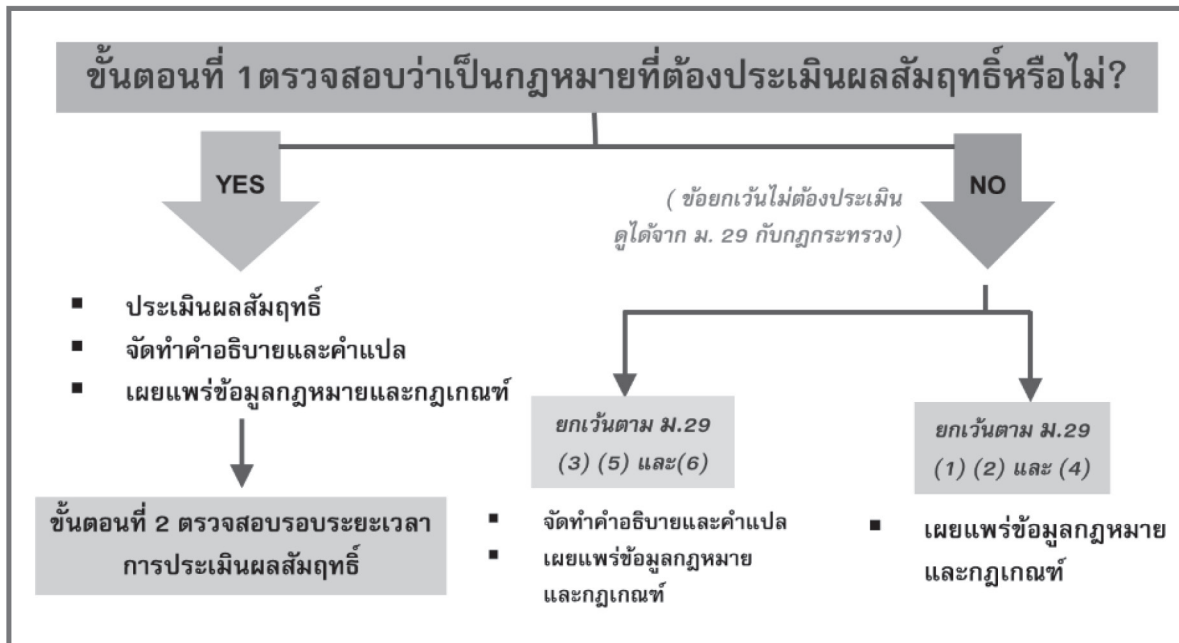 ขั้นตอนที่ 1 ตรวจสอบว่าเป็นกฎหมายที่ต้องประเมินผลสัมฤทธิ์หรือไม่?
YES
NO
( ข้อยกเว้นไม่ต้องประเมิน
ดูได้จาก ม. 29 กับกฎกระทรวง)
▪ ประเมินผลสัมฤทธิ์
▪ จัดทำคำอธิบายและคำแปล
▪ เผยแพร่ข้อมูลกฎหมายและกฎเกณฑ์
ขั้นตอนที่ 2 ตรวจสอบรอบระยะเวลา
การประเมินผลสัมฤทธิ์
ยกเว้นตาม ม.29
(3) (5) และ(6)
▪ จัดทำคำอธิบายและคำแปล
▪ เผยแพร่ข้อมูลกฎหมาย
และกฎเกณฑ์
ยกเว้นตาม ม.29
(1) (2) และ (4)
▪ เผยแพร่ข้อมูลกฎหมาย
และกฎเกณฑ์